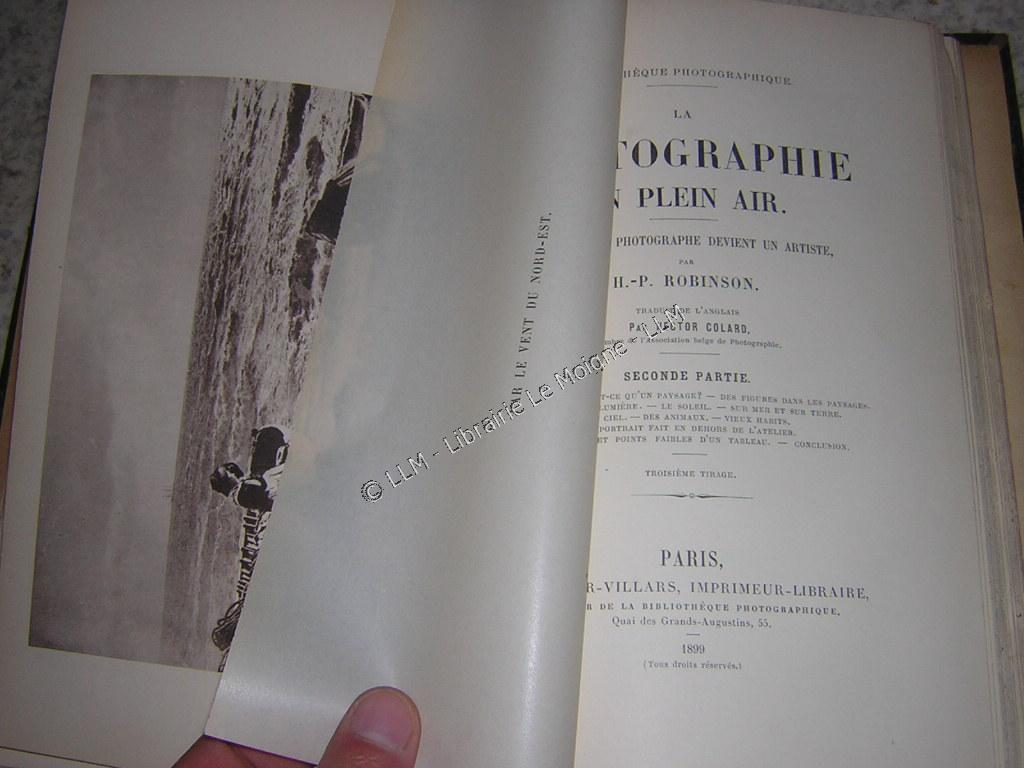 HÈQUE PHOTOGRAPHIQUE
LA
TOGRAPHIE
N PLEIN AIR.
PHOTOGRAPHE DEVIENT UN ARTISTE,
PAR
H.-P. ROBINSON.
TRADUIT DE L'ANGLAIS
PAR HECTOR COLARD,
mbre de l'Association belge de Photographie.
SECONDE PARTIE.
T-CE QU'UN PAYSAGE? — DES FIGURES DANS LES PAYSAGES.
LUMIÈRE. — LE SOLEIL. — SUR MER ET SUR TERRE.
CIEL. — DES ANIMAUX. — VIEUX HABITS.
PORTRAIT FAIT EN DEHORS DE L'ATELIER.
ET POINTS FAIBLES D'UN TABLEAU. — CONCLUSION.
TROISIÈME TIRAGE.
PARIS,
R-VILLARS, IMPRIMEUR-LIBRAIRE,
R DE LA BIBLIOTHÈQUE PHOTOGRAPHIQUE,
Quai des Grands-Augustins, 55.
1899
(Tous droits réservés.)
AR LE VENT DU NORD-EST.
© LLM - Librairie Le Moigne - LLM